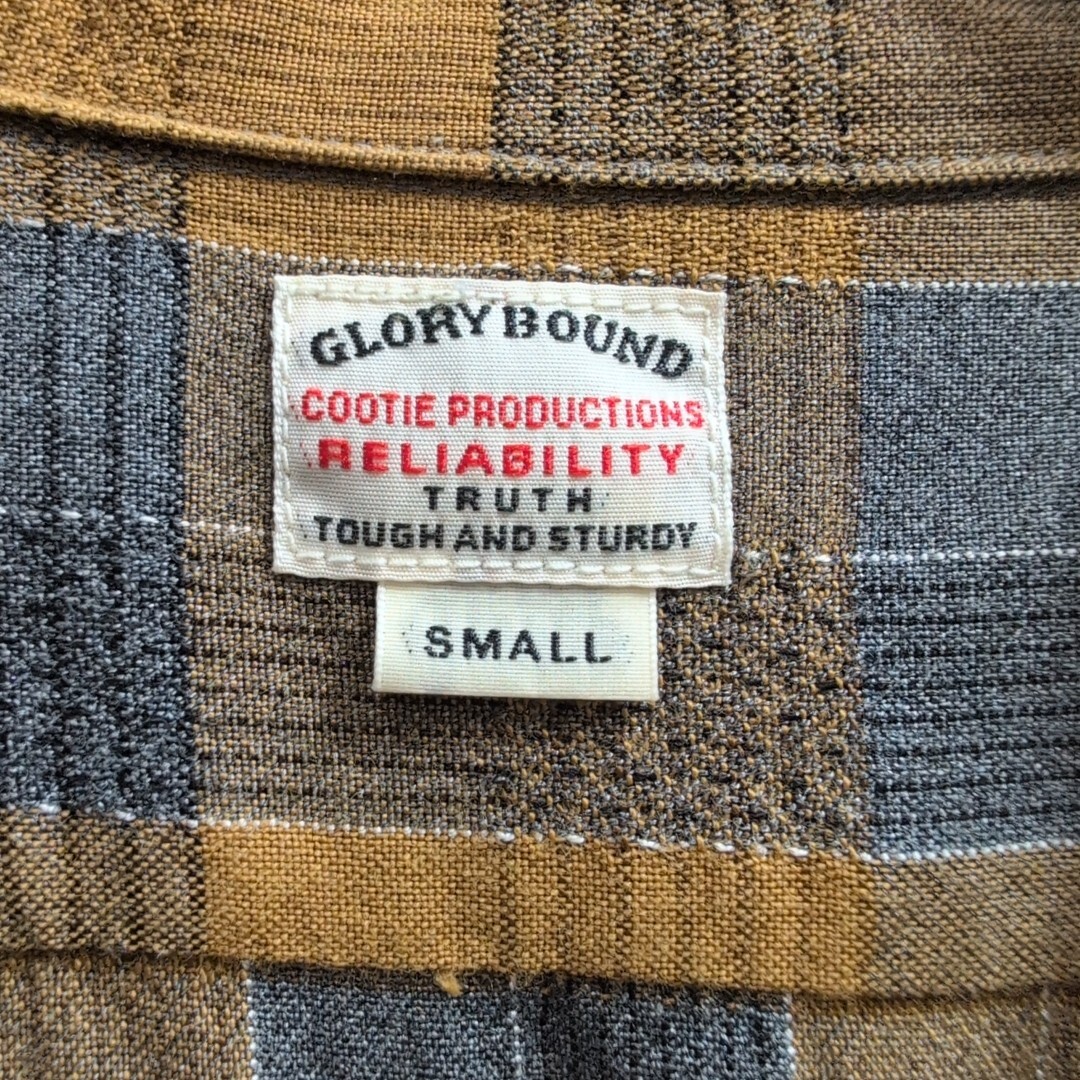 GLORY BOUND
COOTIE PRODUCTIONS
RELIABILITY
TRUTH
TOUGH AND STURDY
SMALL